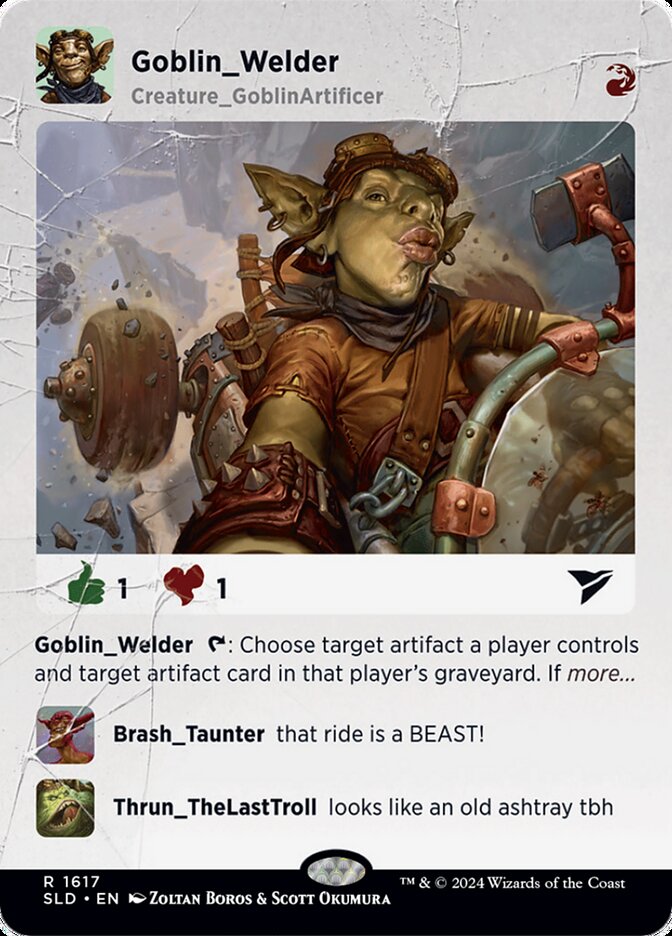 Goblin_Welder
Creature_GoblinArtificer
1 1
Goblin_Welder : Choose target artifact a player controls
and target artifact card in that player's graveyard. If more...
Brash_Taunter that ride is a BEAST!
Thrun_TheLastTroll looks like an old ashtray tbh
R 1617
™ & © 2024 Wizards of the Coast
SLD • EN Zoltan Boros & Scott Okumura